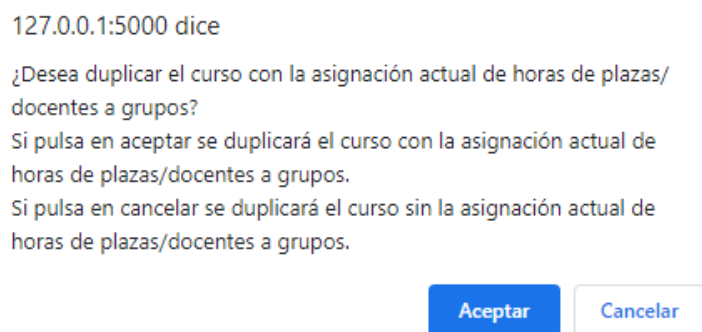 127.0.0.1:5000 dice
¿Desea duplicar el curso con la asignación actual de horas de plazas/
docentes a grupos?
Si pulsa en aceptar se duplicará el curso con la asignación actual de
horas de plazas/docentes a grupos.
Si pulsa en cancelar se duplicará el curso sin la asignación actual de
horas de plazas/docentes a grupos.
Aceptar Cancelar